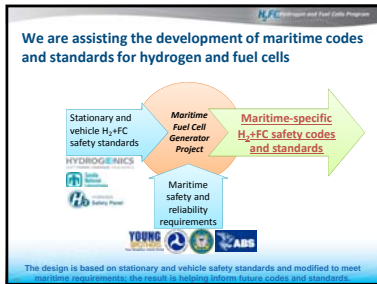 H₂FCHydrogen and Fuel Cells Program
We are assisting the development of maritime codes
and standards for hydrogen and fuel cells
Stationary and
vehicle H₂+FC
safety standards
HYDROGENICS
Sandia
National
Laboratories
Safety Panel
Maritime
Fuel Cell
Generator
Project
Maritime-specific
H₂+FC safety codes
and standards
Maritime
safety and
reliability
requirements
YOUNG
BROTHERS
ABS
The design is based on stationary and vehicle safety standards and modified to meet
maritime requirements; the result is helping inform future codes and standards.